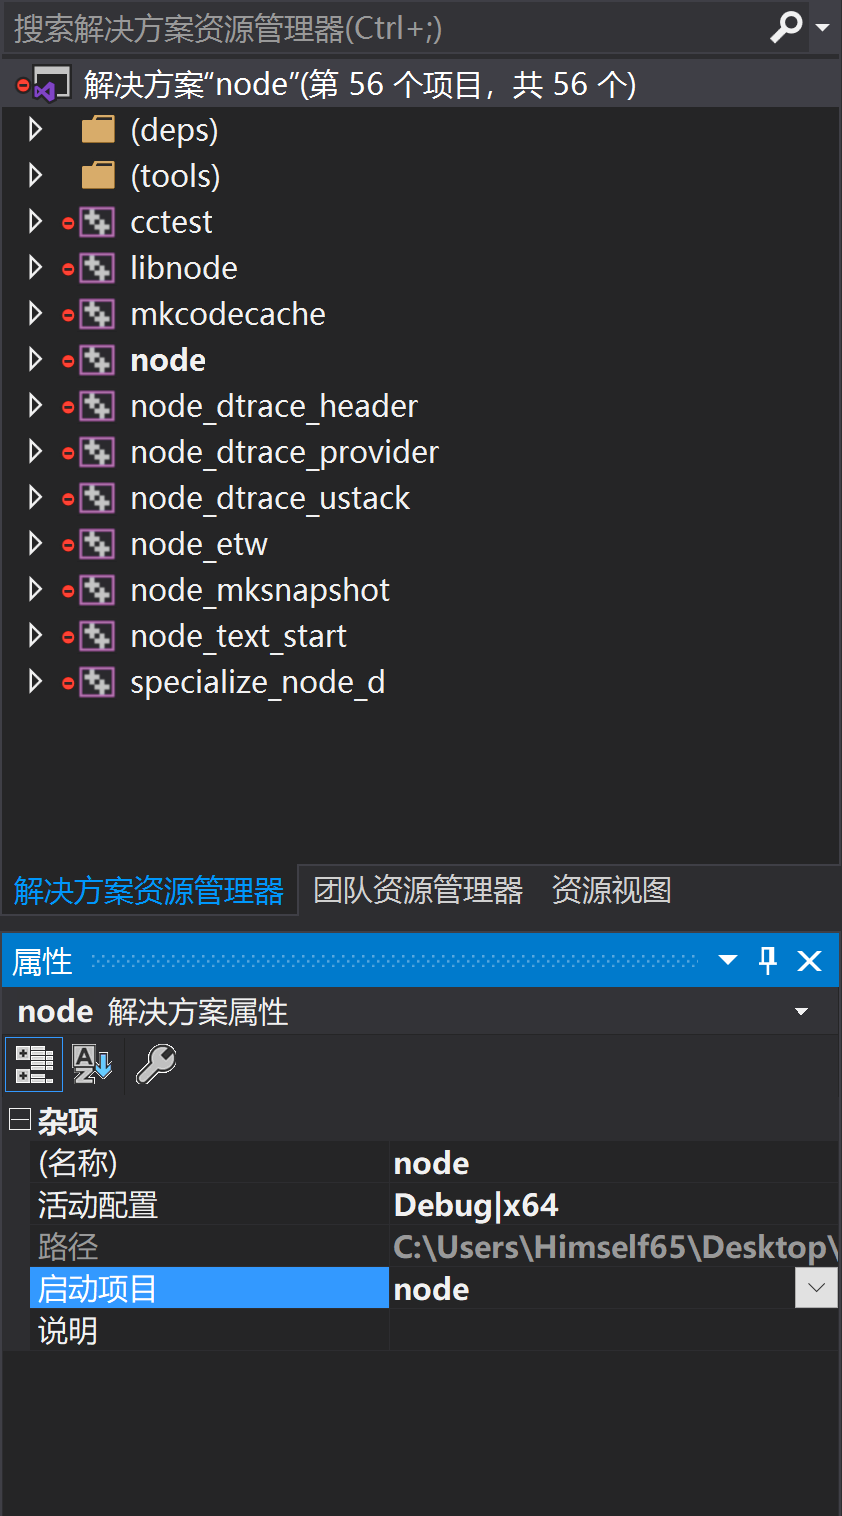 搜索解决方案资源管理器(Ctrl+;)
解决方案“node”(第 56 个项目，共 56 个)
(deps)
(tools)
cctest
libnode
mkcodecache
node
node_dtrace_header
node_dtrace_provider
node_dtrace_ustack
node_etw
node_mksnapshot
node_text_start
specialize_node_d
解决方案资源管理器 团队资源管理器 资源视图
属性
node 解决方案属性
杂项
(名称) node
活动配置 Debug|x64
路径 C:\Users\Himself65\Desktop\
启动项目 node
说明